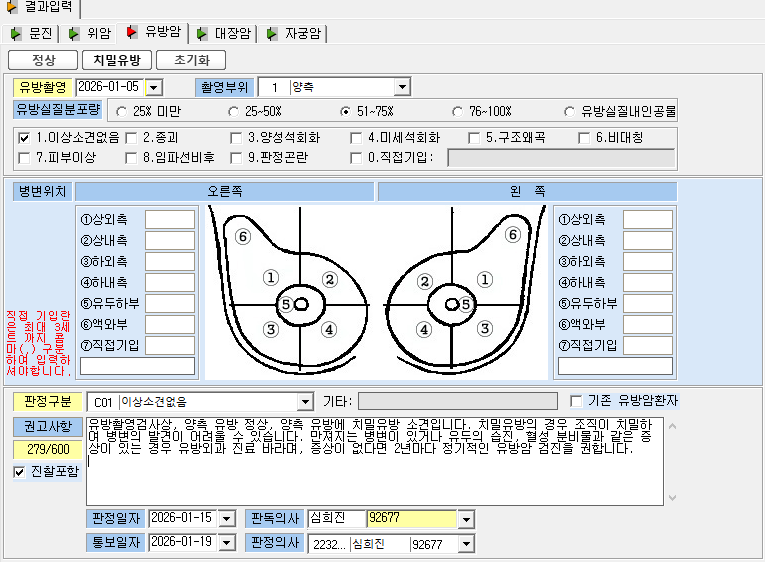 결과입력
문진 위암 유방암 대장암 자궁암
정상 치밀유방 초기화
유방촬영 2026-01-05 촬영부위 1 양측
유방실질분포량 25% 미만 25~50% 51~75% 76~100% 유방실질내인공물
1.이상소견없음 2.종괴 3.양성석회화 4.미세석회화 5.구조왜곡 6.비대칭
7.피부이상 8.임파선비후 9.판정곤란 0.직접기입:
병변위치 오른쪽 왼 쪽
①상외측
②상내측
③하외측
④하내측
⑤유두하부
⑥액와부
⑦직접기입
⑥
① ②
⑤
③ ④
⑥
② ①
⑤
④ ③
①상외측
②상내측
③하외측
④하내측
⑤유두하부
⑥액와부
⑦직접기입
직접 기입란
은 최대 3세
트 까지 콤
마(,) 구분
하여 입력하
셔야합니다.
판정구분 C01 이상소견없음 기타: 기존 유방암환자
권고사항
279/600
진찰포함
유방촬영검사상, 양측 유방 정상, 양측 유방에 치밀유방 소견입니다. 치밀유방의 경우 조직이 치밀하
여 병변의 발견이 어려울 수 있습니다. 만져지는 병변이 있거나 유두의 습진, 혈성 분비물과 같은 증
상이 있는 경우 유방외과 진료 바라며, 증상이 없다면 2년마다 정기적인 유방암 검진을 권합니다.
판정일자 2026-01-15 판독의사 심희진 92677
통보일자 2026-01-19 판정의사 2232... 심희진 92677